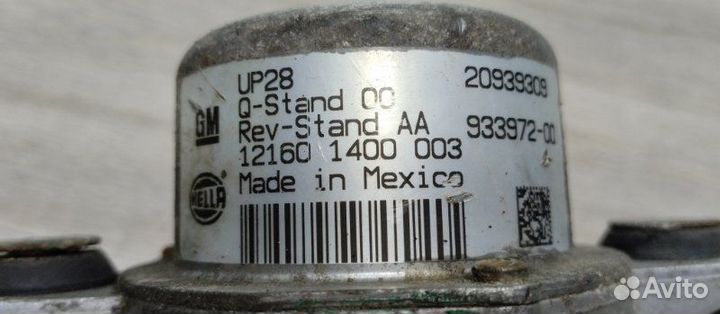 UP28 20939309
Q-Stand 00
Rev-Stand AA 933972-00
12160 1400 003
Made in Mexico
GM
HELLA
Avito